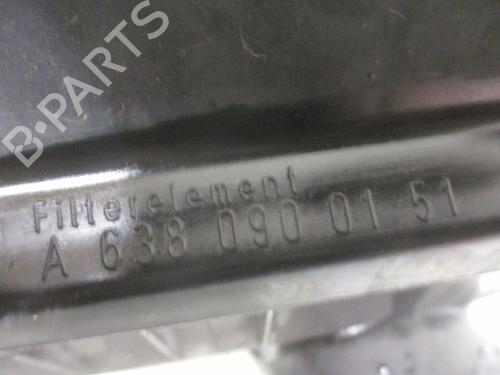 B-PARTS
Filterelement
A 638 090 01 51